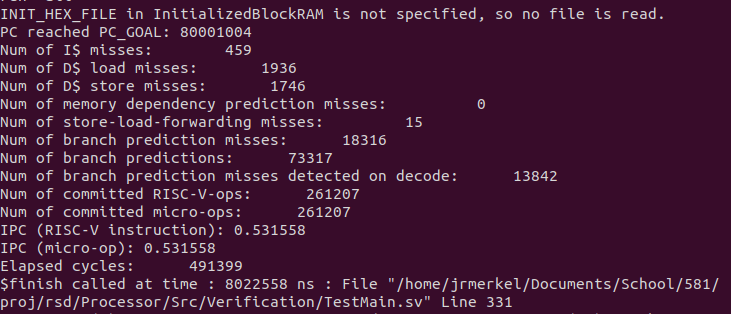 INIT_HEX_FILE in InitializedBlockRAM is not specified, so no file is read.
PC reached PC_GOAL: 80001004
Num of I$ misses:         459
Num of D$ load misses:        1936
Num of D$ store misses:        1746
Num of memory dependency prediction misses:           0
Num of store-load-forwarding misses:          15
Num of branch prediction misses:       18316
Num of branch predictions:       73317
Num of branch prediction misses detected on decode:       13842
Num of committed RISC-V-ops:       261207
Num of committed micro-ops:       261207
IPC (RISC-V instruction): 0.531558
IPC (micro-op): 0.531558
Elapsed cycles:       491399
$finish called at time : 8022558 ns : File "/home/jrmerkel/Documents/School/581/
proj/rsd/Processor/Src/Verification/TestMain.sv" Line 331